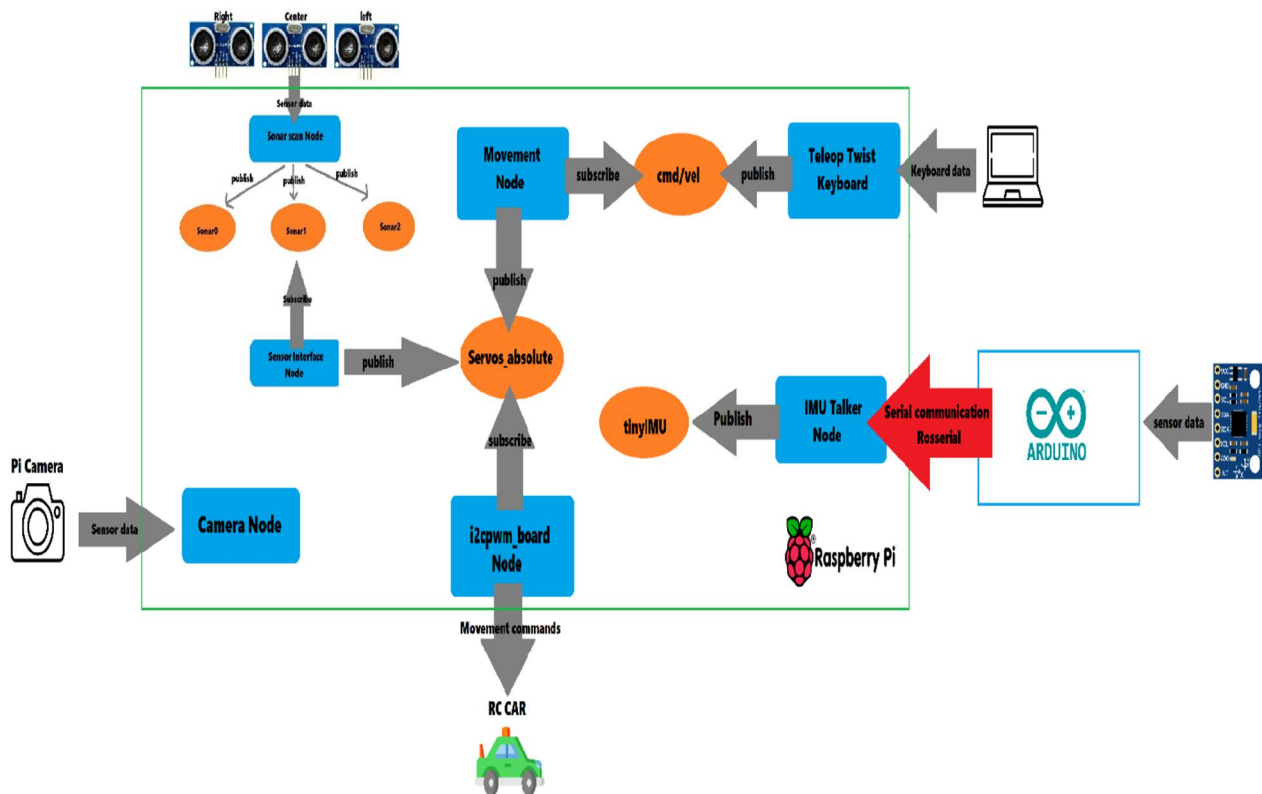 Right
Center
left
Sensor data
Sonar scan Node
publish
publish
publish
Sonar0
Sonar1
Sonar2
Subscribe
Sensor Interface
Node
publish
Movement
Node
subscribe
cmd/vel
publish
Teleop Twist
Keyboard
Keyboard data
publish
Servos_absolute
subscribe
i2cpwm_board
Node
Movement commands
RC CAR
tinyIMU
Publish
IMU Talker
Node
Serial communication
Rosserial
ARDUINO
sensor data
Pi Camera
Sensor data
Camera Node
Raspberry Pi
®